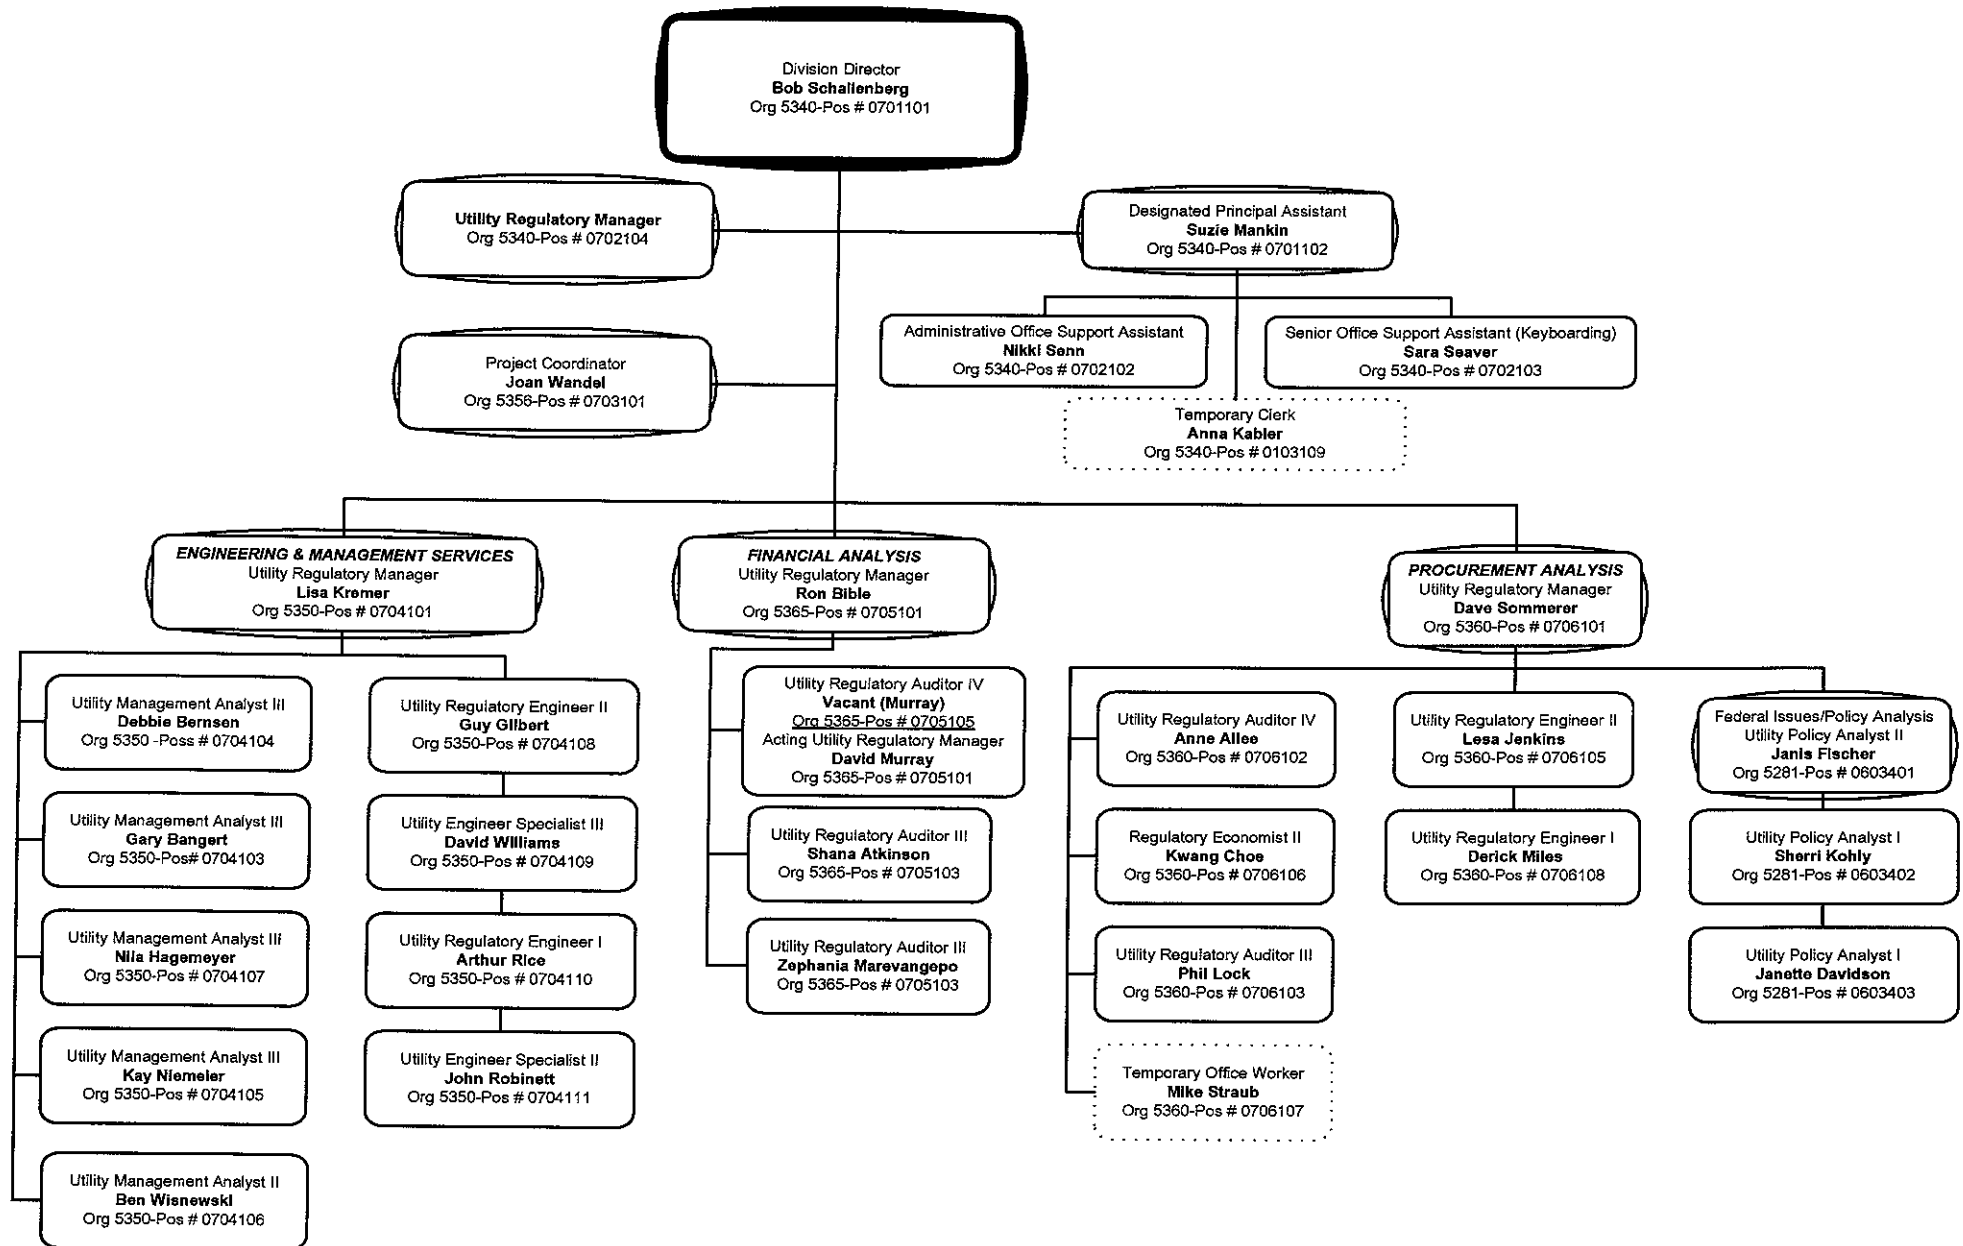 Division Director
Bob Schallenberg
Org 5340-Pos # 0701101
Utility Regulatory Manager
Org 5340-Pos # 0702104
Designated Principal Assistant
Suzie Mankin
Org 5340-Pos # 0701102
Administrative Office Support Assistant
Nikki Senn
Org 5340-Pos # 0702102
Senior Office Support Assistant (Keyboarding)
Sara Seaver
Org 5340-Pos # 0702103
Project Coordinator
Joan Wandel
Org 5356-Pos # 0703101
Temporary Clerk
Anna Kabler
Org 5340-Pos # 0103109
ENGINEERING & MANAGEMENT SERVICES
Utility Regulatory Manager
Lisa Kremer
Org 5350-Pos # 0704101
Utility Management Analyst III
Debbie Bernsen
Org 5350 -Poss # 0704104
Utility Management Analyst III
Gary Bangert
Org 5350-Pos# 0704103
Utility Management Analyst III
Nila Hagemeyer
Org 5350-Pos # 0704107
Utility Management Analyst III
Kay Niemeier
Org 5350-Pos # 0704105
Utility Management Analyst II
Ben Wisnewski
Org 5350-Pos # 0704106
Utility Regulatory Engineer II
Guy Gilbert
Org 5350-Pos # 0704108
Utility Engineer Specialist III
David Williams
Org 5350-Pos # 0704109
Utility Regulatory Engineer I
Arthur Rice
Org 5350-Pos # 0704110
Utility Engineer Specialist II
John Robinett
Org 5350-Pos # 0704111
FINANCIAL ANALYSIS
Utility Regulatory Manager
Ron Bible
Org 5365-Pos # 0705101
Utility Regulatory Auditor IV
Vacant (Murray)
Org 5365-Pos # 0705105
Acting Utility Regulatory Manager
David Murray
Org 5365-Pos # 0705101
Utility Regulatory Auditor III
Shana Atkinson
Org 5365-Pos # 0705103
Utility Regulatory Auditor III
Zephania Marevangepo
Org 5365-Pos # 0705103
PROCUREMENT ANALYSIS
Utility Regulatory Manager
Dave Sommerer
Org 5360-Pos # 0706101
Utility Regulatory Auditor IV
Anne Allee
Org 5360-Pos # 0706102
Regulatory Economist II
Kwang Choe
Org 5360-Pos # 0706106
Utility Regulatory Auditor III
Phil Lock
Org 5360-Pos # 0706103
Temporary Office Worker
Mike Straub
Org 5360-Pos # 0706107
Utility Regulatory Engineer II
Lesa Jenkins
Org 5360-Pos # 0706105
Utility Regulatory Engineer I
Derick Miles
Org 5360-Pos # 0706108
Federal Issues/Policy Analysis
Utility Policy Analyst II
Janis Fischer
Org 5281-Pos # 0603401
Utility Policy Analyst I
Sherri Kohly
Org 5281-Pos # 0603402
Utility Policy Analyst I
Janette Davidson
Org 5281-Pos # 0603403